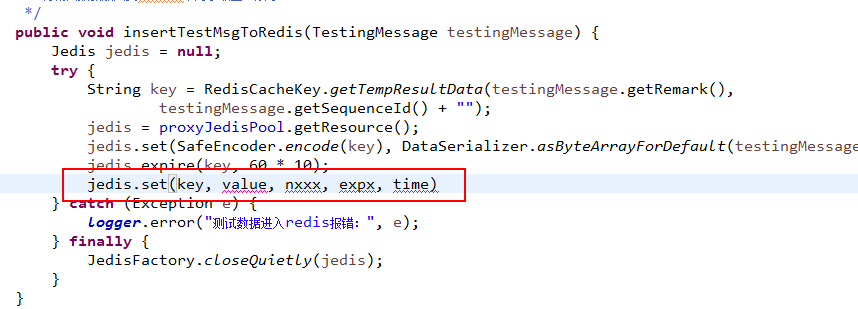 */
public void insertTestMsgToRedis(TestingMessage testingMessage) {
Jedis jedis = null;
try {
String key = RedisCacheKey.getTempResultData(testingMessage.getRemark(),
testingMessage.getSequenceId() + "");
jedis = proxyJedisPool.getResource();
jedis.set(SafeEncoder.encode(key), DataSerializer.asByteArrayForDefault(testingMessage
jedis.expire(key, 60 * 10);
jedis.set(key, value, nxxx, expx, time)
} catch (Exception e) {
logger.error("测试数据进入redis报错：", e);
} finally {
JedisFactory.closeQuietly(jedis);
}
}